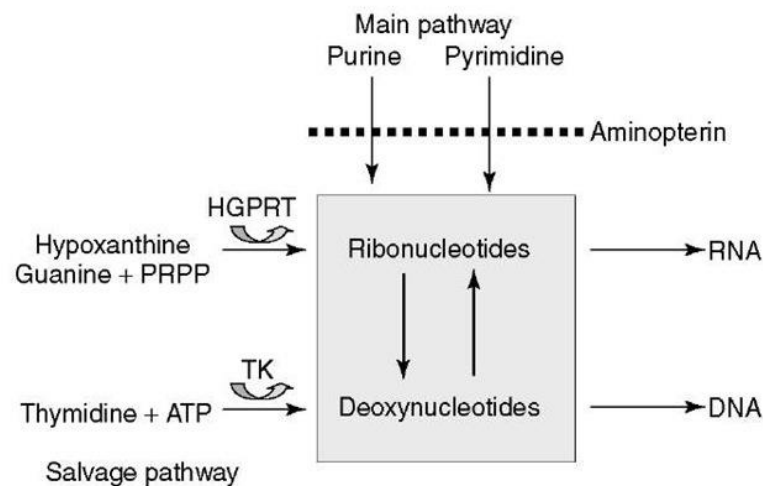 Main pathway
Purine Pyrimidine
Aminopterin
HGPRT
Hypoxanthine
Guanine + PRPP
Ribonucleotides
RNA
TK
Thymidine + ATP
Deoxynucleotides
DNA
Salvage pathway